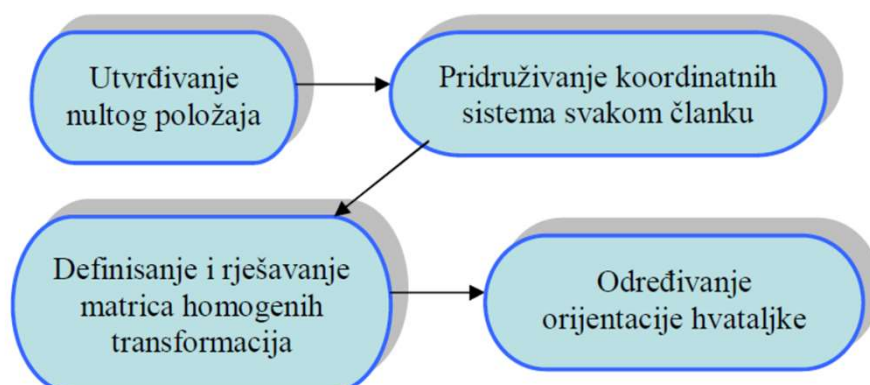 Utvrđivanje
nultog položaja
Pridruživanje koordinatnih
sistema svakom članku
Definisanje i rješavanje
matrica homogenih
transformacija
Određivanje
orijentacije hvataljke